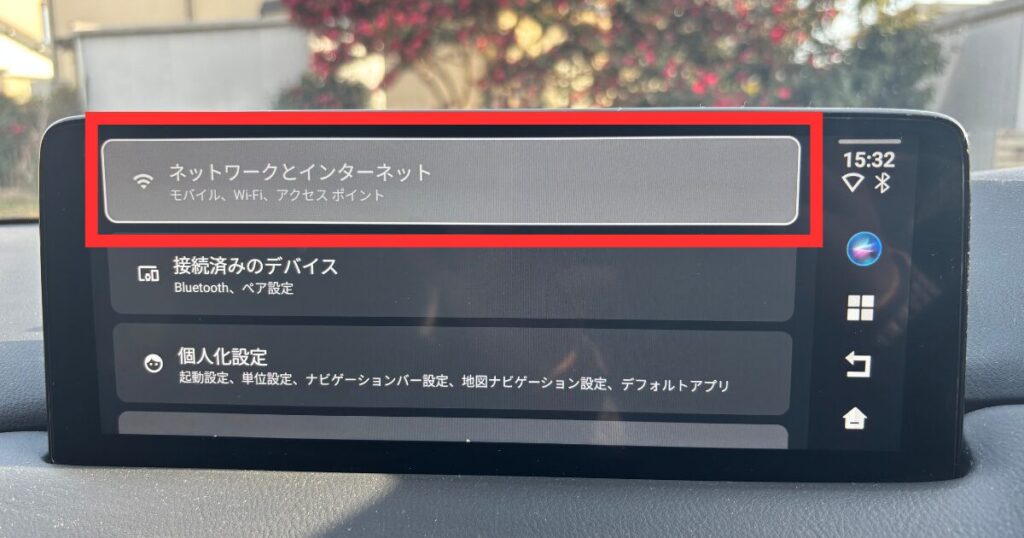 ネットワークとインターネット
モバイル、Wi-Fi、アクセス ポイント
15:32
接続済みのデバイス
Bluetooth、ペア設定
個人化設定
起動設定、単位設定、ナビゲーションバー設定、地図ナビゲーション設定、デフォルトアプリ